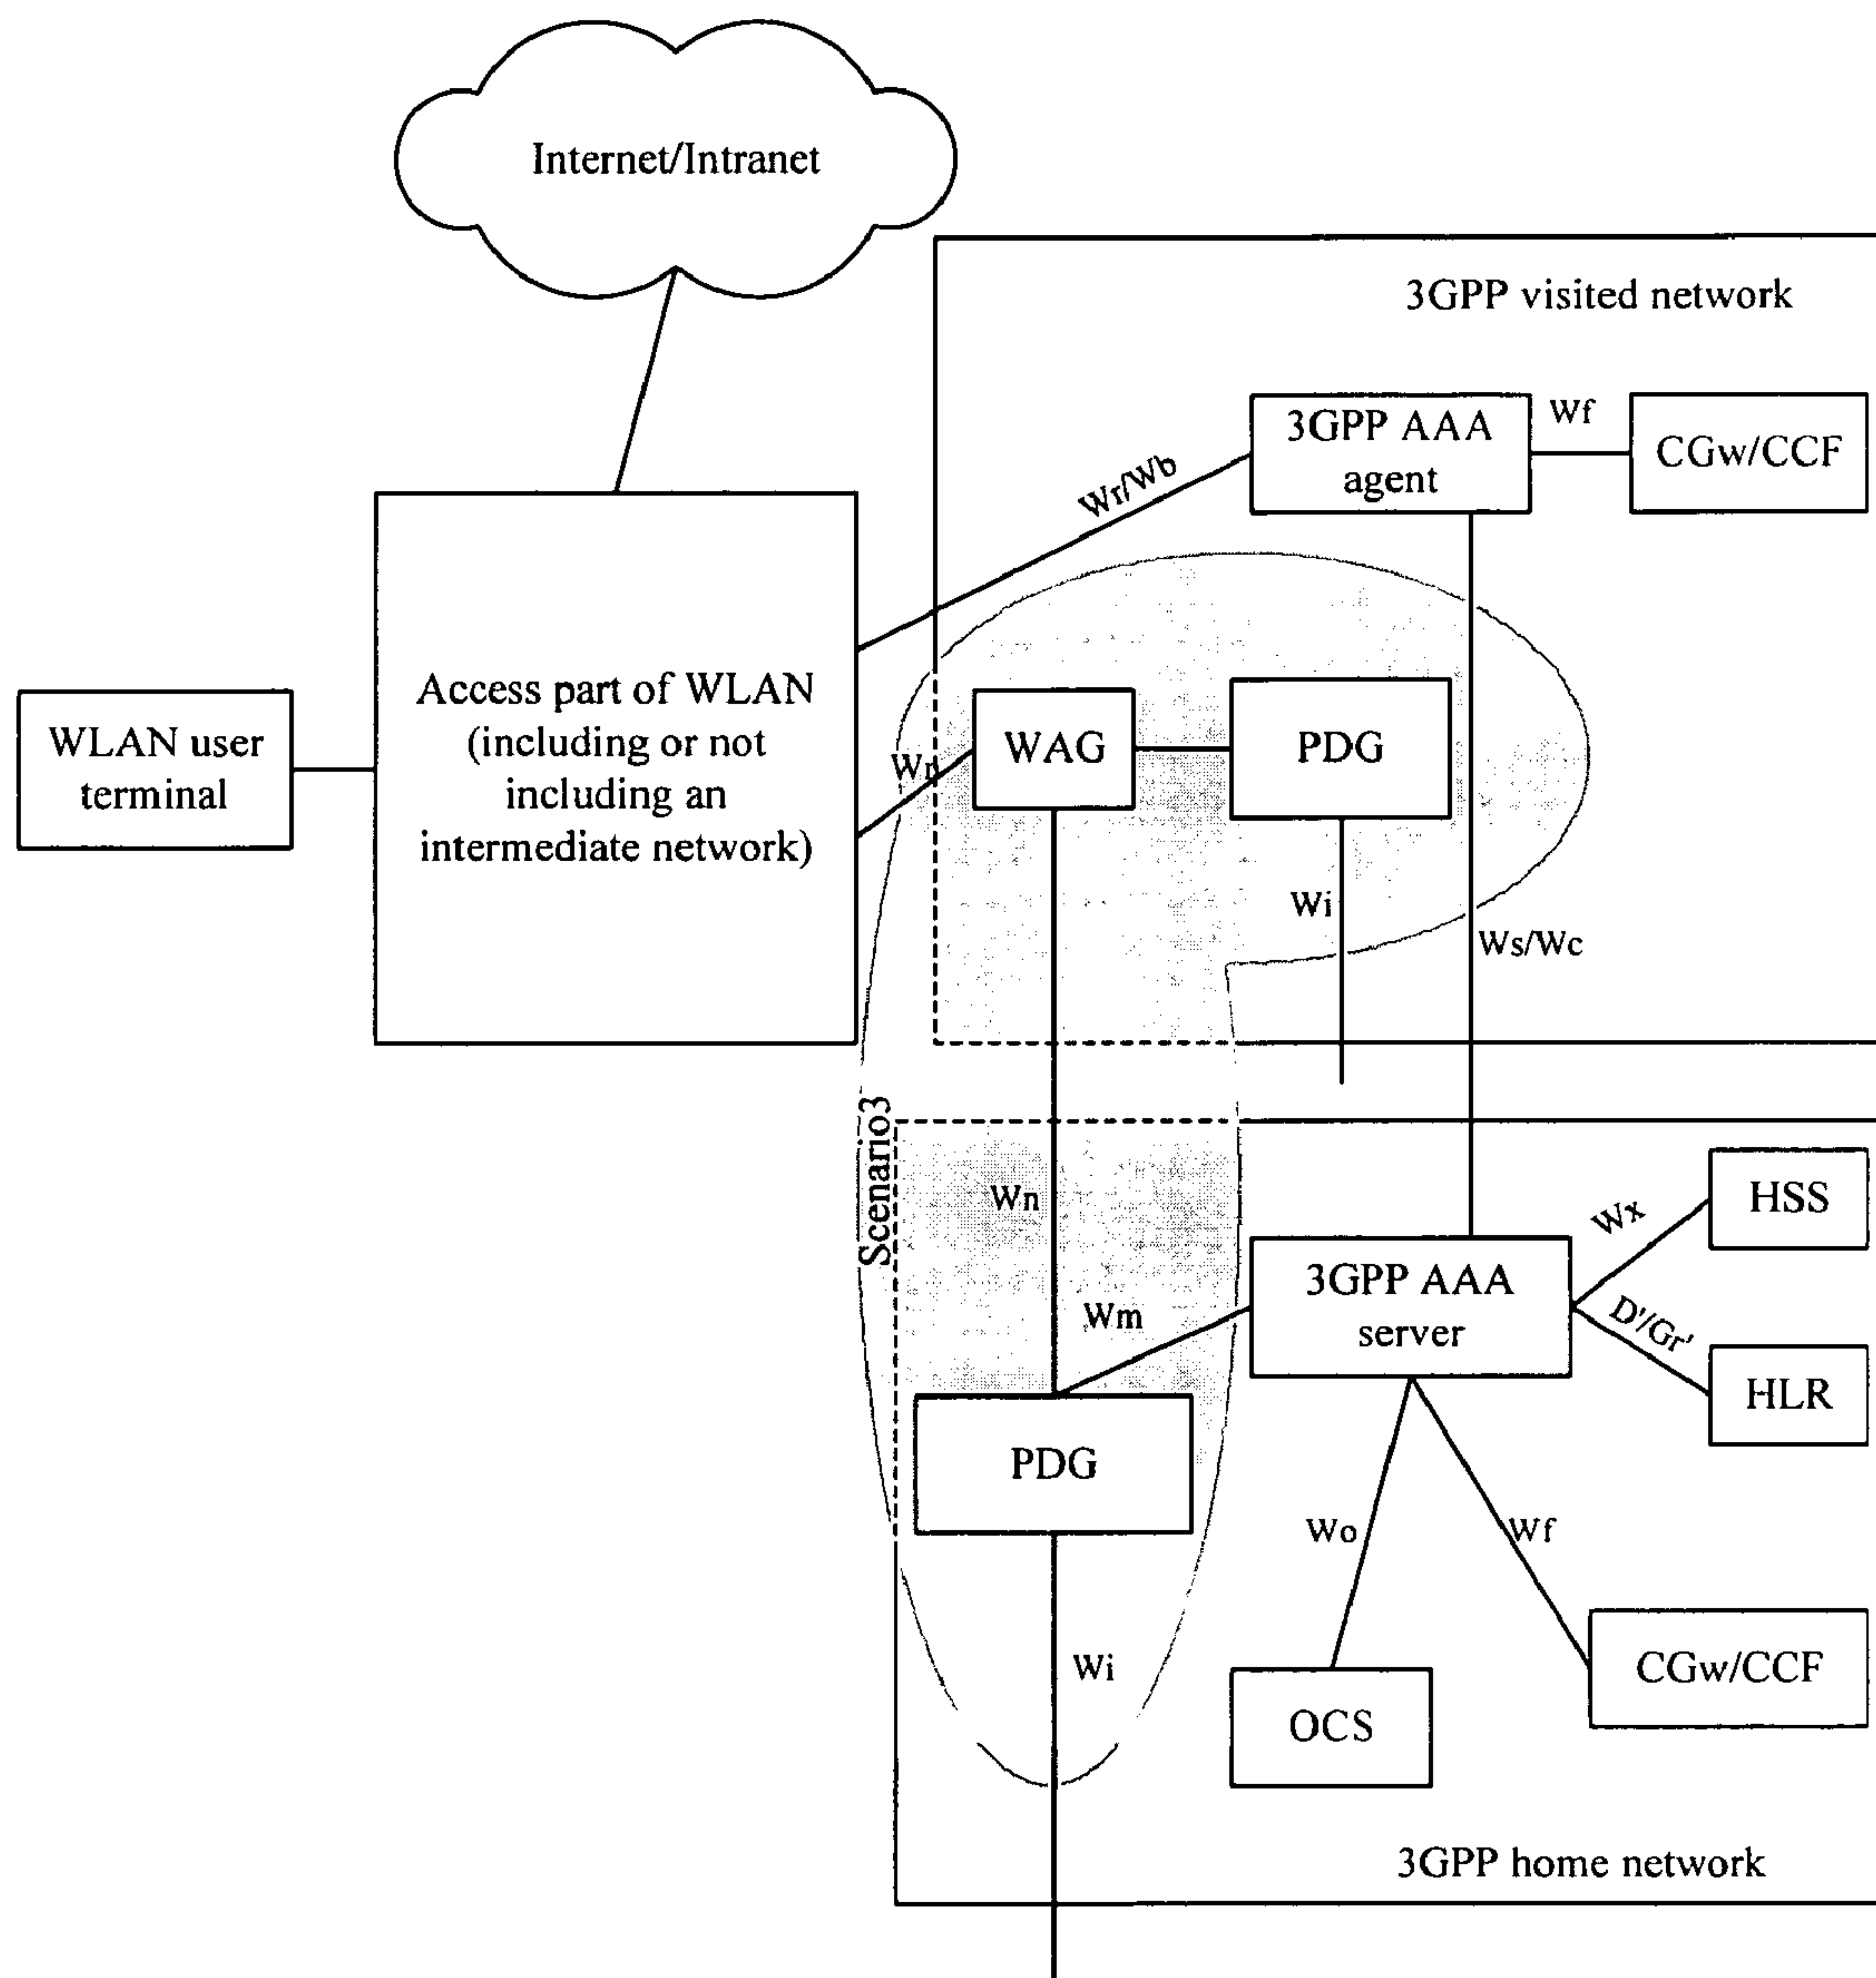 Internet/Intranet
3GPP visited network
3GPP AAA
agent
Wf
CGw/CCF
Wr/Wb
Access part of WLAN
(including or not
including an
intermediate network)
WLAN user
terminal
WAG
PDG
Wi
Ws/Wc
Scenario3
Wn
Wm
3GPP AAA
server
Wx
HSS
D'/Gr'
HLR
PDG
Wo
Wf
Wi
OCS
CGw/CCF
3GPP home network